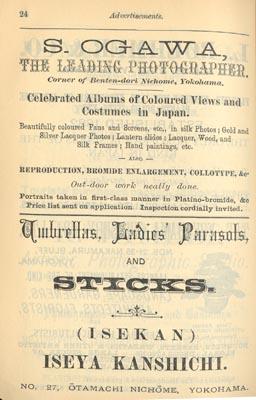 24
Advertisements.
S. OGAWA,
THE LEADING PHOTOGRAPHER.
Corner of Benten-dori Nichome, Yokohama.
Celebrated Albums of Coloured Views and
Costumes in Japan.
Beautifully coloured Fans and Screens, etc., in silk Photos; Gold and
Silver Lacquer Photos; Lantern slides; Lacquer, Wood, and
Silk Frames; Hand paintings, etc.
— ALSO —
REPRODUCTION, BROMIDE ENLARGEMENT, COLLOTYPE, &c
Out-door work neatly done.
Portraits taken in first-class manner in Platino-bromide, &c
Price list sent on application Inspection cordially invited.
Umbrellas, Ladies' Parasols,
AND
STICKS.
(ISEKAN)
ISEYA KANSHICHI.
NO. 27, ŌTAMACHI NICHŌME, YOKOHAMA.